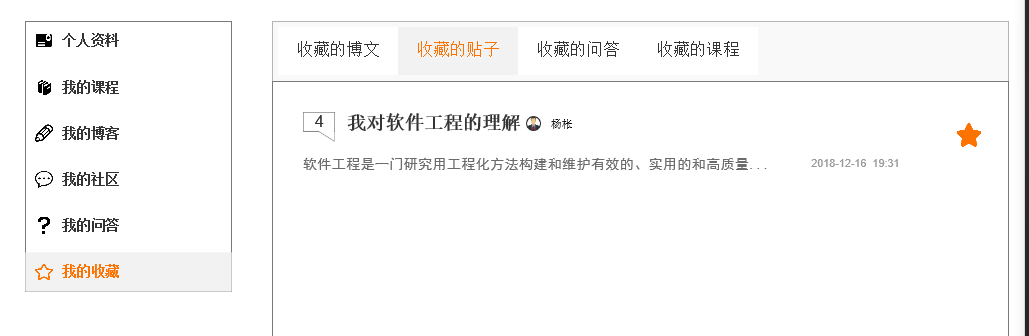 个人资料
我的课程
我的博客
我的社区
我的问答
我的收藏
收藏的博文 收藏的贴子 收藏的问答 收藏的课程
4 我对软件工程的理解 杨枨
软件工程是一门研究用工程化方法构建和维护有效的、实用的和高质量... 2018-12-16 19:31